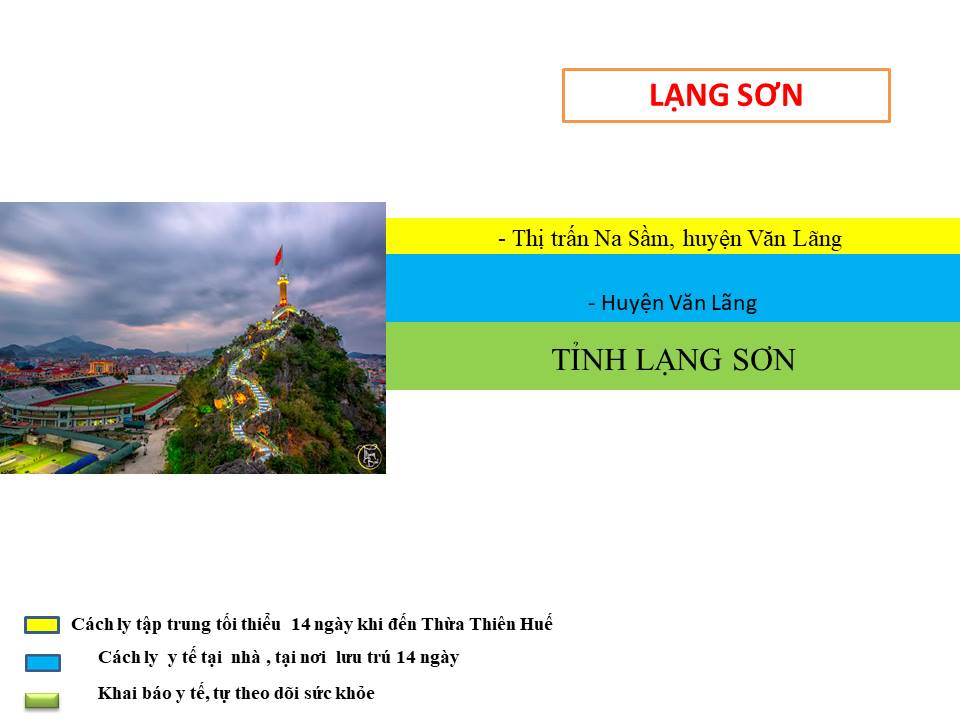 LẠNG SƠN
- Thị trấn Na Sầm, huyện Văn Lãng
- Huyện Văn Lãng
TỈNH LẠNG SƠN
Cách ly tập trung tối thiểu 14 ngày khi đến Thừa Thiên Huế
Cách ly y tế tại nhà , tại nơi lưu trú 14 ngày
Khai báo y tế, tự theo dõi sức khỏe